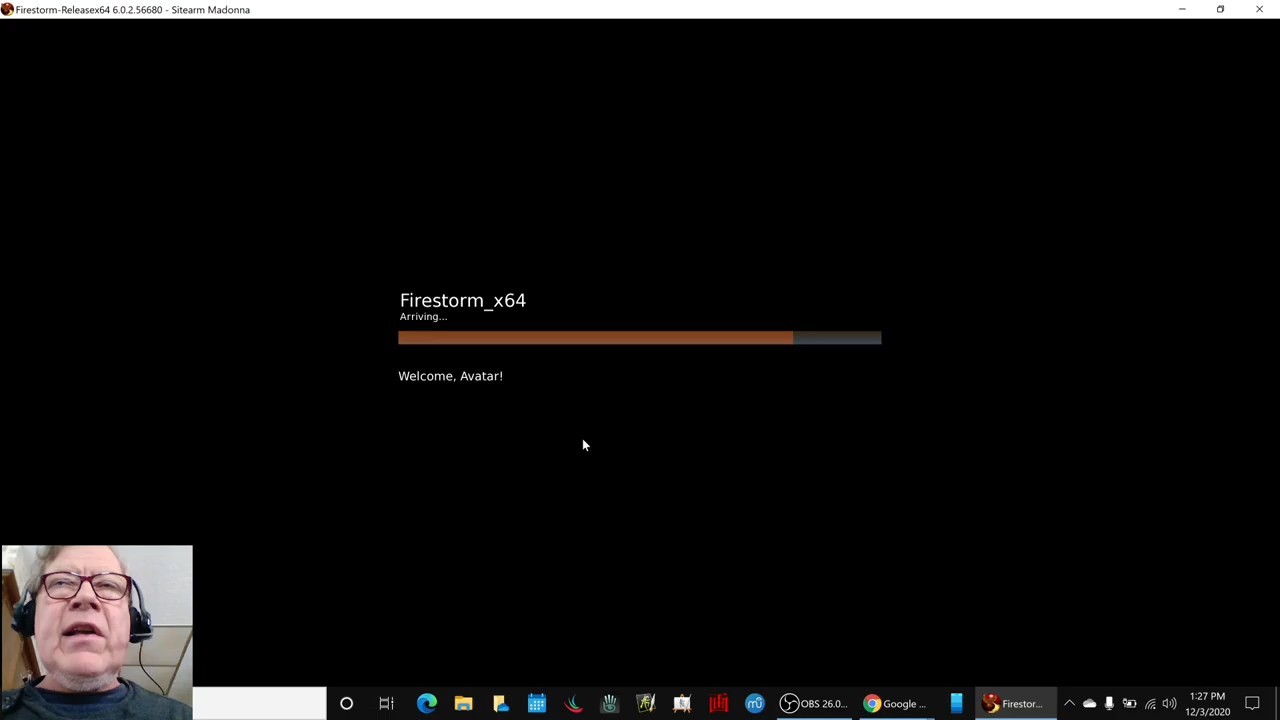 Firestorm-Releasex64 6.0.2.56680 - Sitearm Madonna
Firestorm_x64
Arriving...
Welcome, Avatar!
OBS 26.0...
Google ...
Firestor...
1:27 PM
12/3/2020